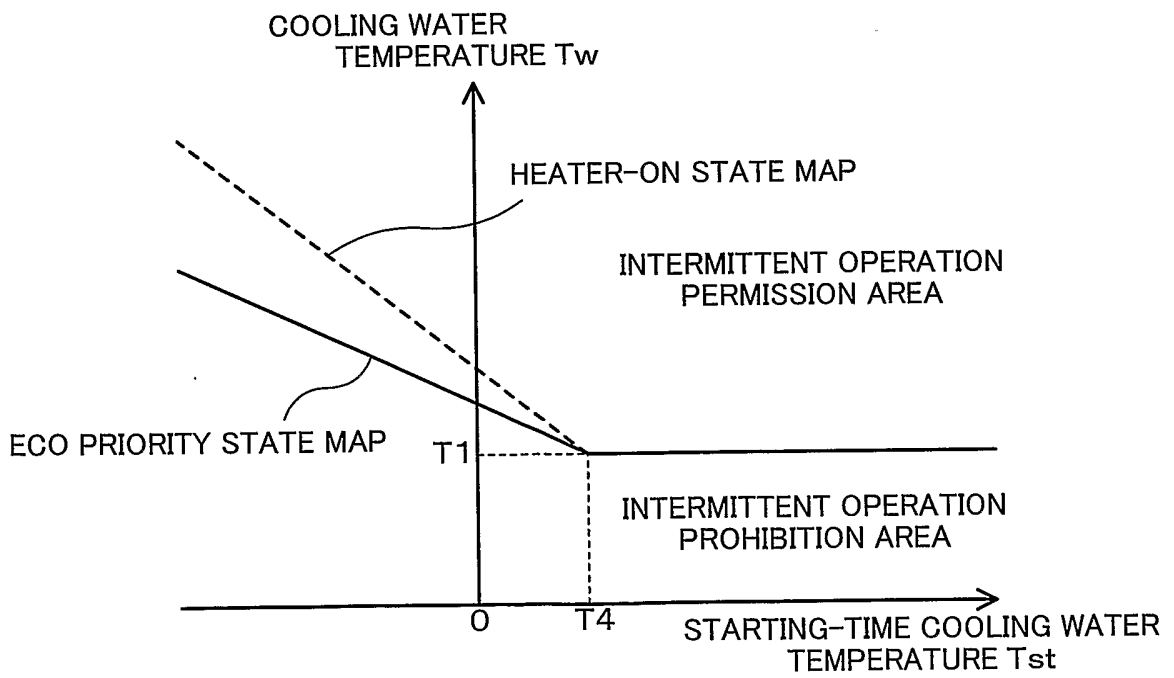 COOLING WATER
TEMPERATURE Tw
HEATER-ON STATE MAP
INTERMITTENT OPERATION
PERMISSION AREA
ECO PRIORITY STATE MAP
T1
INTERMITTENT OPERATION
PROHIBITION AREA
0
T4
STARTING-TIME COOLING WATER
TEMPERATURE Tst